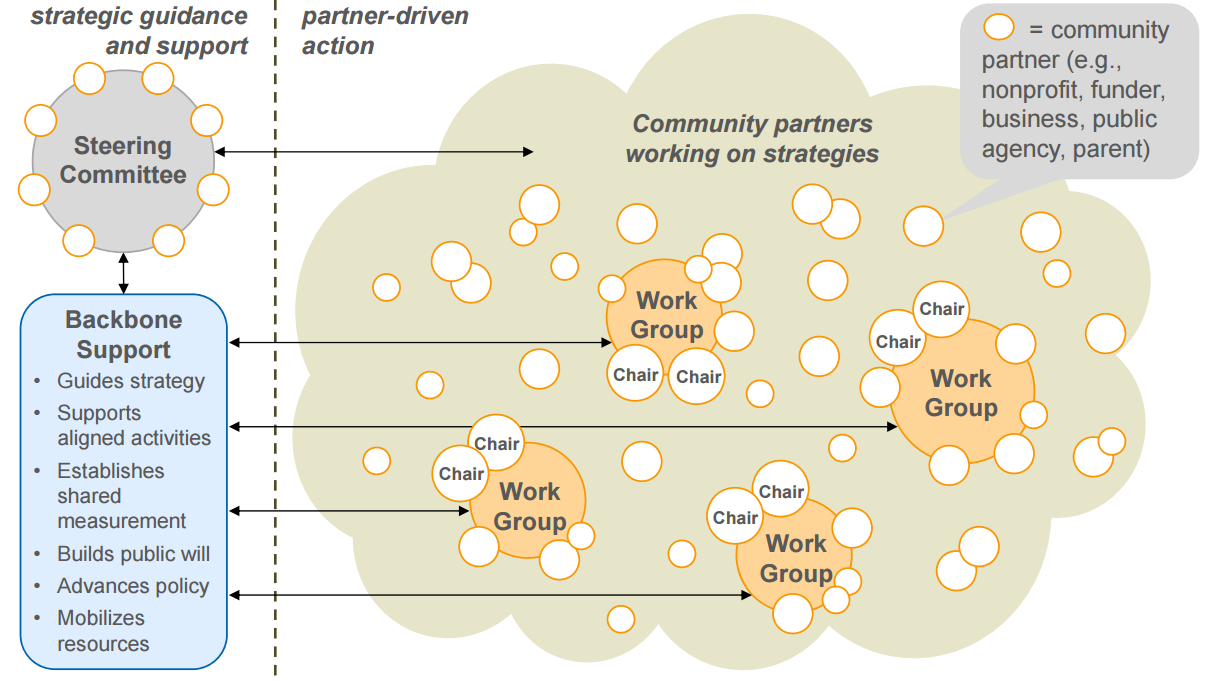 strategic guidance
and support
partner-driven
action
= community
partner (e.g.,
nonprofit, funder,
business, public
agency, parent)
Community partners
working on strategies
Steering
Committee
Backbone
Support
• Guides strategy
• Supports
aligned activities
• Establishes
shared
measurement
• Builds public will
• Advances policy
• Mobilizes
resources
Work
Group
Chair
Chair
Chair
Chair
Work
Group
Chair
Chair
Work
Group
Chair
Chair
Work
Group